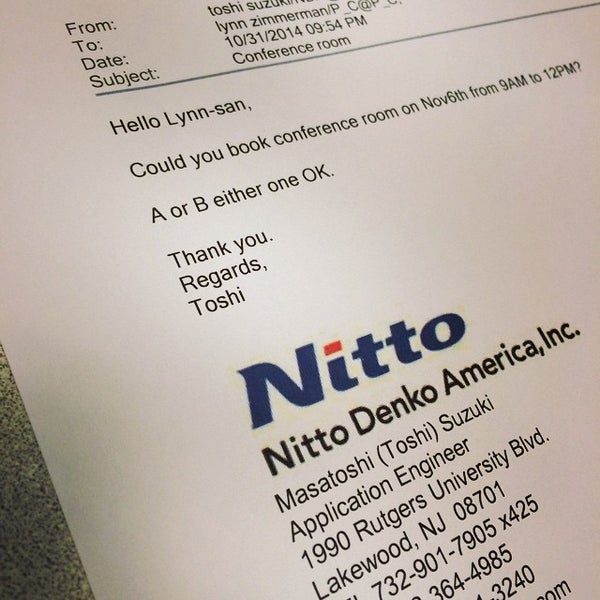 From: toshi
To: lynn zimmerman/P_C@P_C,
Date: 10/31/2014 09:54 PM
Subject: Conference room
Hello Lynn-san,
Could you book conference room on Nov6th from 9AM to 12PM?
A or B either one OK.
Thank you.
Regards,
Toshi
Nitto
Nitto Denko America,Inc.
Masatoshi (Toshi) Suzuki
Application Engineer
1990 Rutgers University Blvd.
Lakewood, NJ 08701
732-901-7905 x425
364-4985
-3240